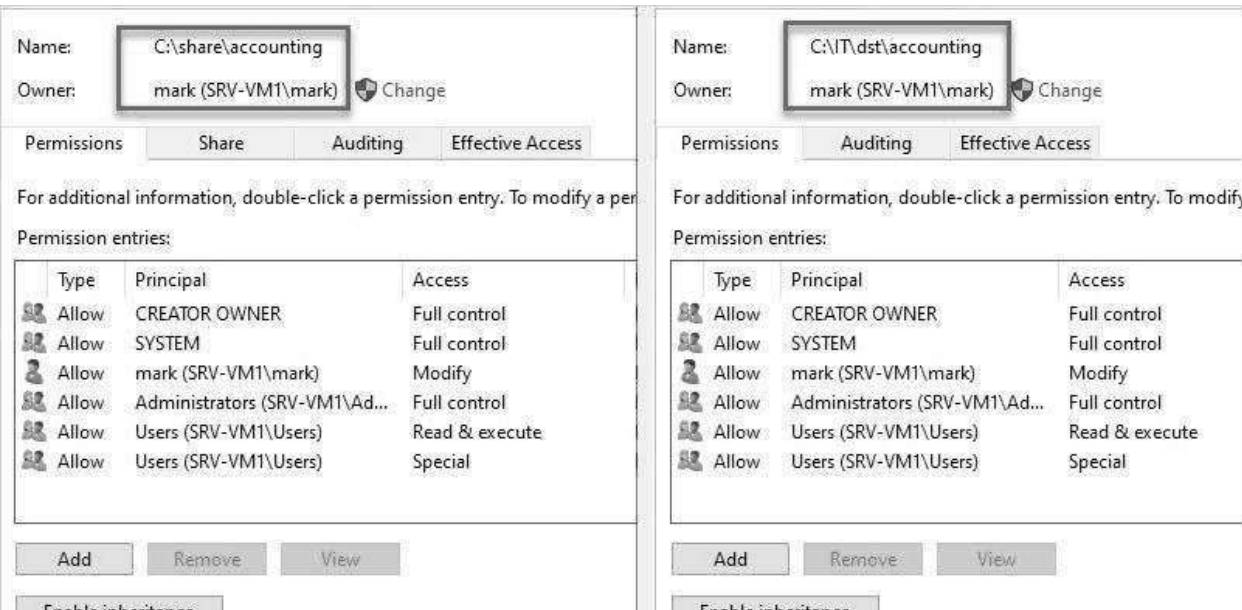 Name: C:\share\accounting
Owner: mark (SRV-VM1\mark) Change
Permissions Share Auditing Effective Access
For additional information, double-click a permission entry. To modify a per
Permission entries:
Type Principal Access
Allow CREATOR OWNER Full control
Allow SYSTEM Full control
Allow mark (SRV-VM1\mark) Modify
Allow Administrators (SRV-VM1\Ad... Full control
Allow Users (SRV-VM1\Users) Read & execute
Allow Users (SRV-VM1\Users) Special
Add Remove View
Enable inheritance
Name: C:\IT\dst\accounting
Owner: mark (SRV-VM1\mark) Change
Permissions Auditing Effective Access
For additional information, double-click a permission entry. To modify
Permission entries:
Type Principal Access
Allow CREATOR OWNER Full control
Allow SYSTEM Full control
Allow mark (SRV-VM1\mark) Modify
Allow Administrators (SRV-VM1\Ad... Full control
Allow Users (SRV-VM1\Users) Read & execute
Allow Users (SRV-VM1\Users) Special
Add Remove View
Enable inheritance